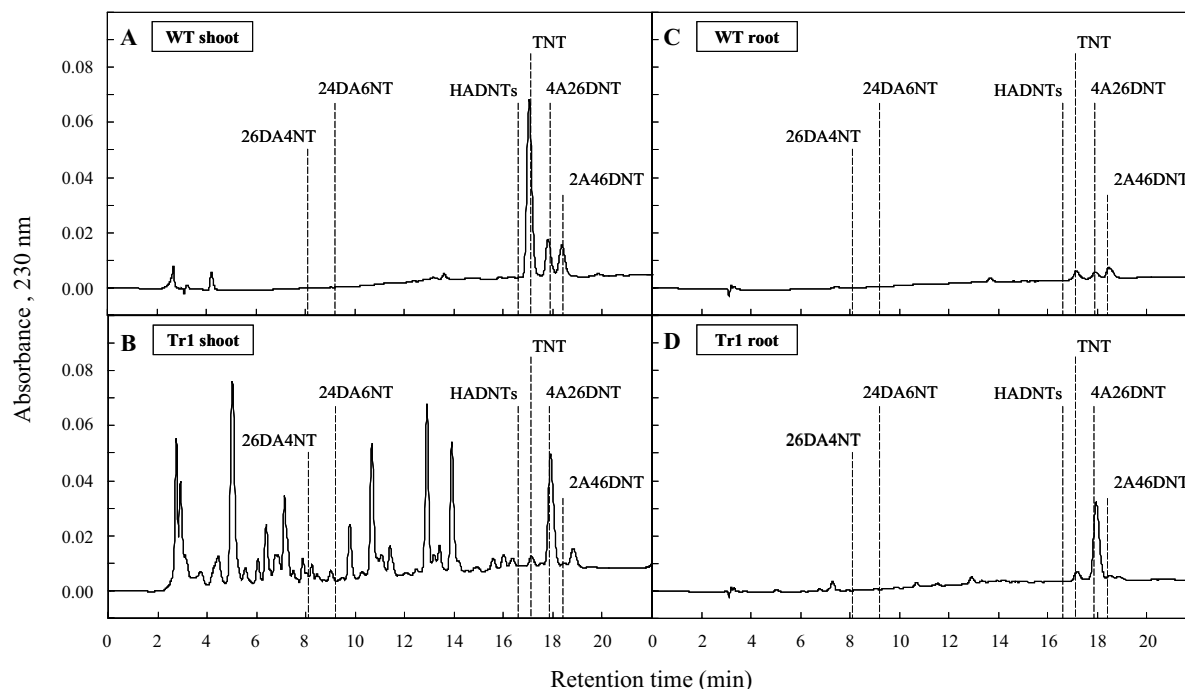 A WT shoot
TNT
24DA6NT
HADNTs
4A26DNT
26DA4NT
2A46DNT
0.08
0.06
0.04
0.02
0.00
C WT root
TNT
24DA6NT
HADNTs
4A26DNT
26DA4NT
2A46DNT
B Tr1 shoot
TNT
24DA6NT
HADNTs
4A26DNT
26DA4NT
2A46DNT
0.08
0.06
0.04
0.02
0.00
0 2 4 6 8 10 12 14 16 18 20
D Tr1 root
TNT
24DA6NT
HADNTs
4A26DNT
26DA4NT
2A46DNT
0 2 4 6 8 10 12 14 16 18 20
Absorbance , 230 nm
Retention time (min)